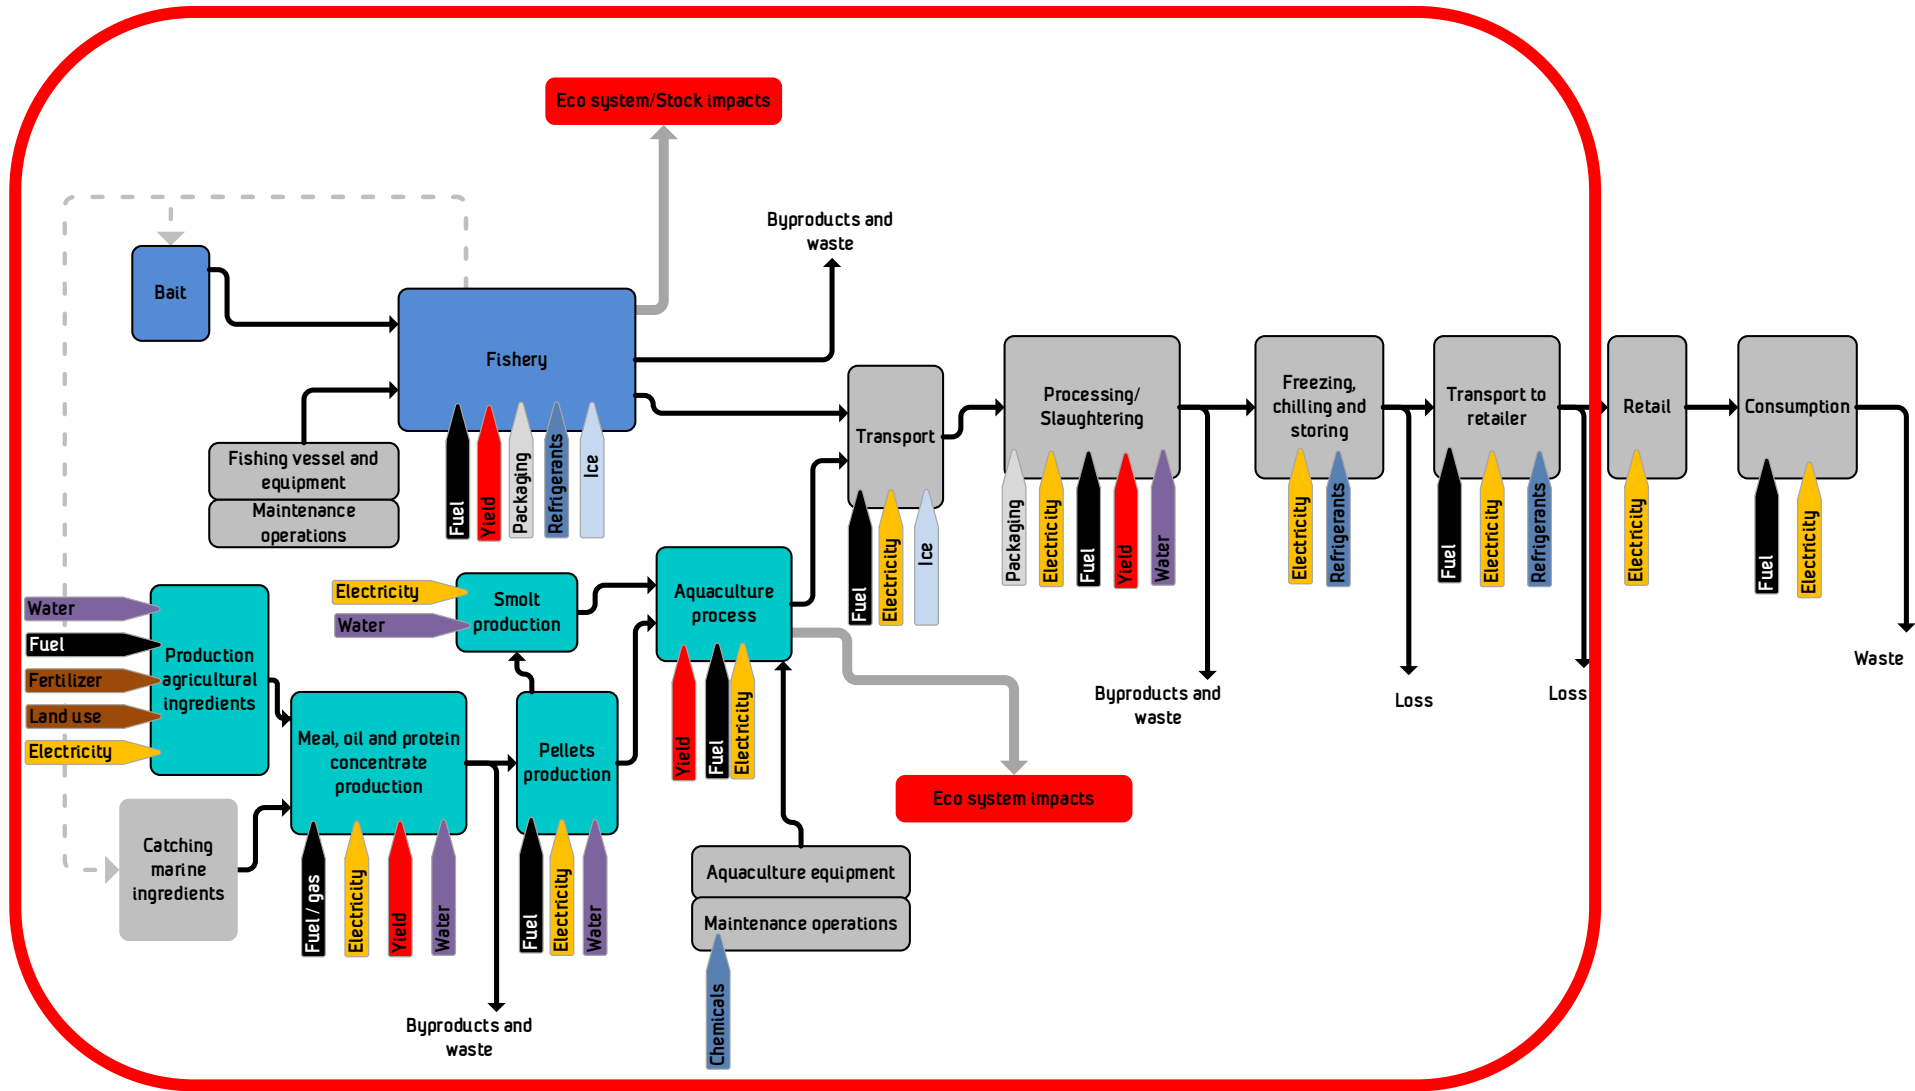 Eco system/Stock impacts
Byproducts and
waste
Bait
Fishery
Fuel
Yield
Packaging
Refrigerants
Ice
Fishing vessel and
equipment
Maintenance
operations
Transport
Fuel
Electricity
Ice
Processing/
Slaughtering
Packaging
Electricity
Fuel
Yield
Water
Freezing,
chilling and
storing
Electricity
Refrigerants
Transport to
retailer
Fuel
Electricity
Refrigerants
Retail
Electricity
Consumption
Fuel
Electricity
Water
Fuel
Fertilizer
Land use
Electricity
Production
agricultural
ingredients
Electricity
Water
Smolt
production
Aquaculture
process
Yield
Fuel
Electricity
Meal, oil and protein
concentrate
production
Fuel / gas
Electricity
Yield
Water
Pellets
production
Fuel
Electricity
Water
Catching
marine
ingredients
Byproducts and
waste
Loss
Loss
Waste
Eco system impacts
Aquaculture equipment
Maintenance operations
Chemicals
Byproducts and
waste